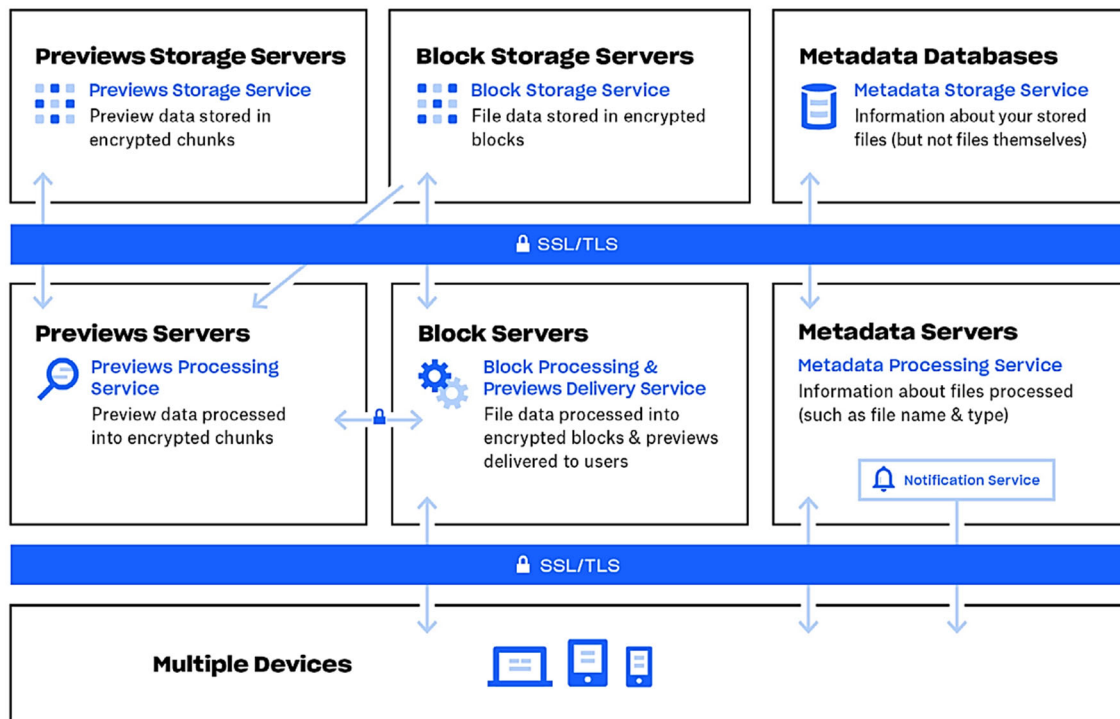 Previews Storage Servers
Previews Storage Service
Preview data stored in
encrypted chunks
Block Storage Servers
Block Storage Service
File data stored in encrypted
blocks
Metadata Databases
Metadata Storage Service
Information about your stored
files (but not files themselves)
SSL/TLS
Previews Servers
Previews Processing
Service
Preview data processed
into encrypted chunks
Block Servers
Block Processing &
Previews Delivery Service
File data processed into
encrypted blocks & previews
delivered to users
Metadata Servers
Metadata Processing Service
Information about files processed
(such as file name & type)
Notification Service
SSL/TLS
Multiple Devices